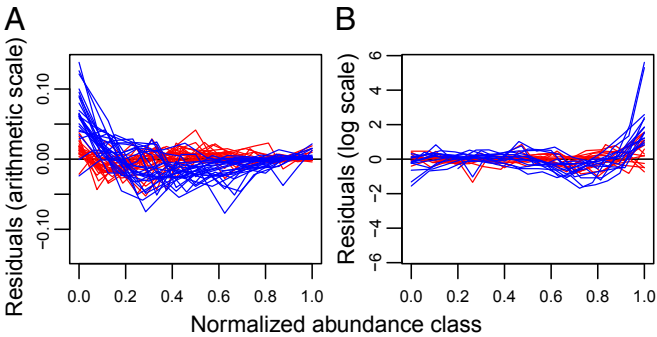 A
B
Residuals (arithmetic scale)
0.10
0.00
−0.10
0.0 0.2 0.4 0.6 0.8 1.0
Residuals (log scale)
6
4
2
0
−2
−4
−6
0.0 0.2 0.4 0.6 0.8 1.0
Normalized abundance class